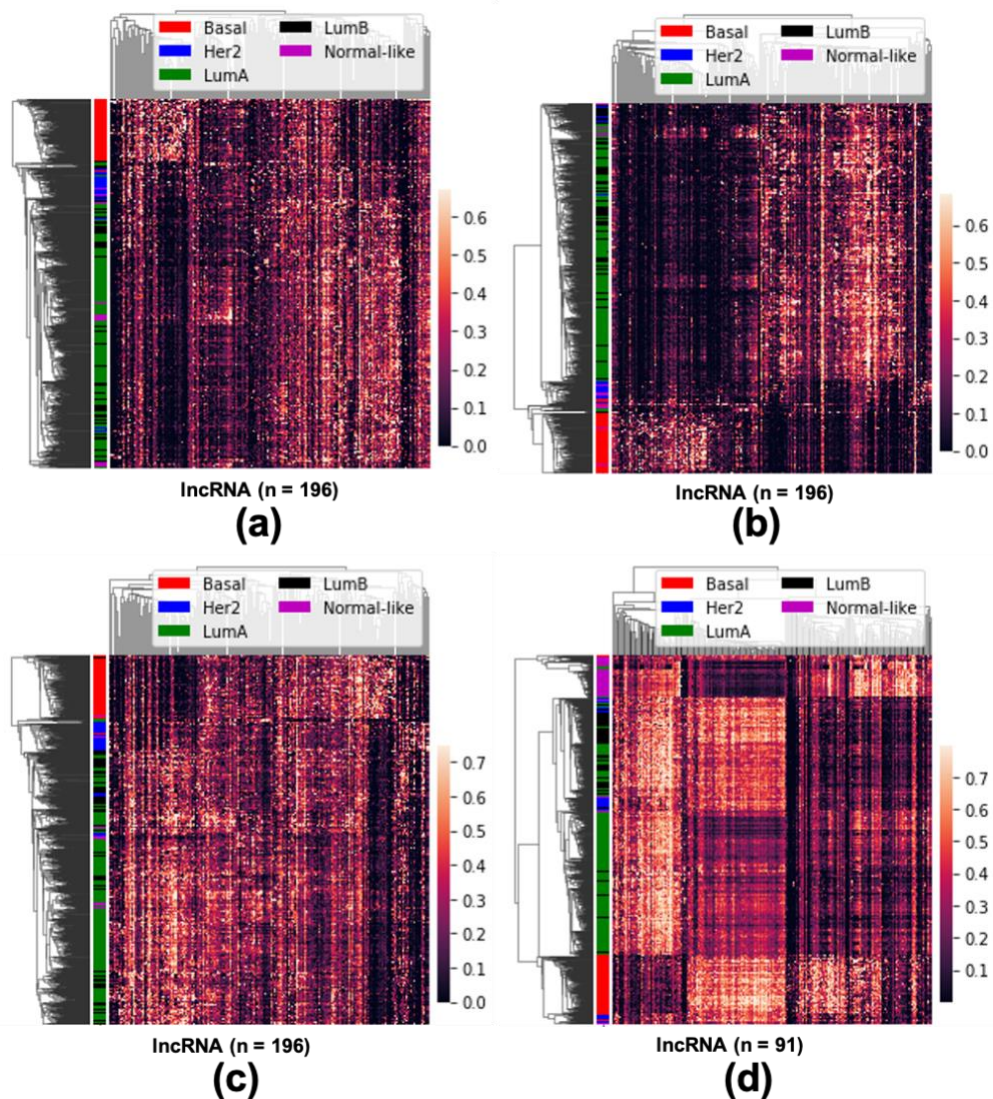 Basal LumB
Her2 Normal-like
LumA
0.6
0.5
0.4
0.3
0.2
0.1
0.0
lncRNA (n = 196)
(a)
Basal LumB
Her2 Normal-like
LumA
0.6
0.5
0.4
0.3
0.2
0.1
0.0
lncRNA (n = 196)
(b)
Basal LumB
Her2 Normal-like
LumA
0.7
0.6
0.5
0.4
0.3
0.2
0.1
0.0
lncRNA (n = 196)
(c)
Basal LumB
Her2 Normal-like
LumA
0.7
0.6
0.5
0.4
0.3
0.2
0.1
lncRNA (n = 91)
(d)